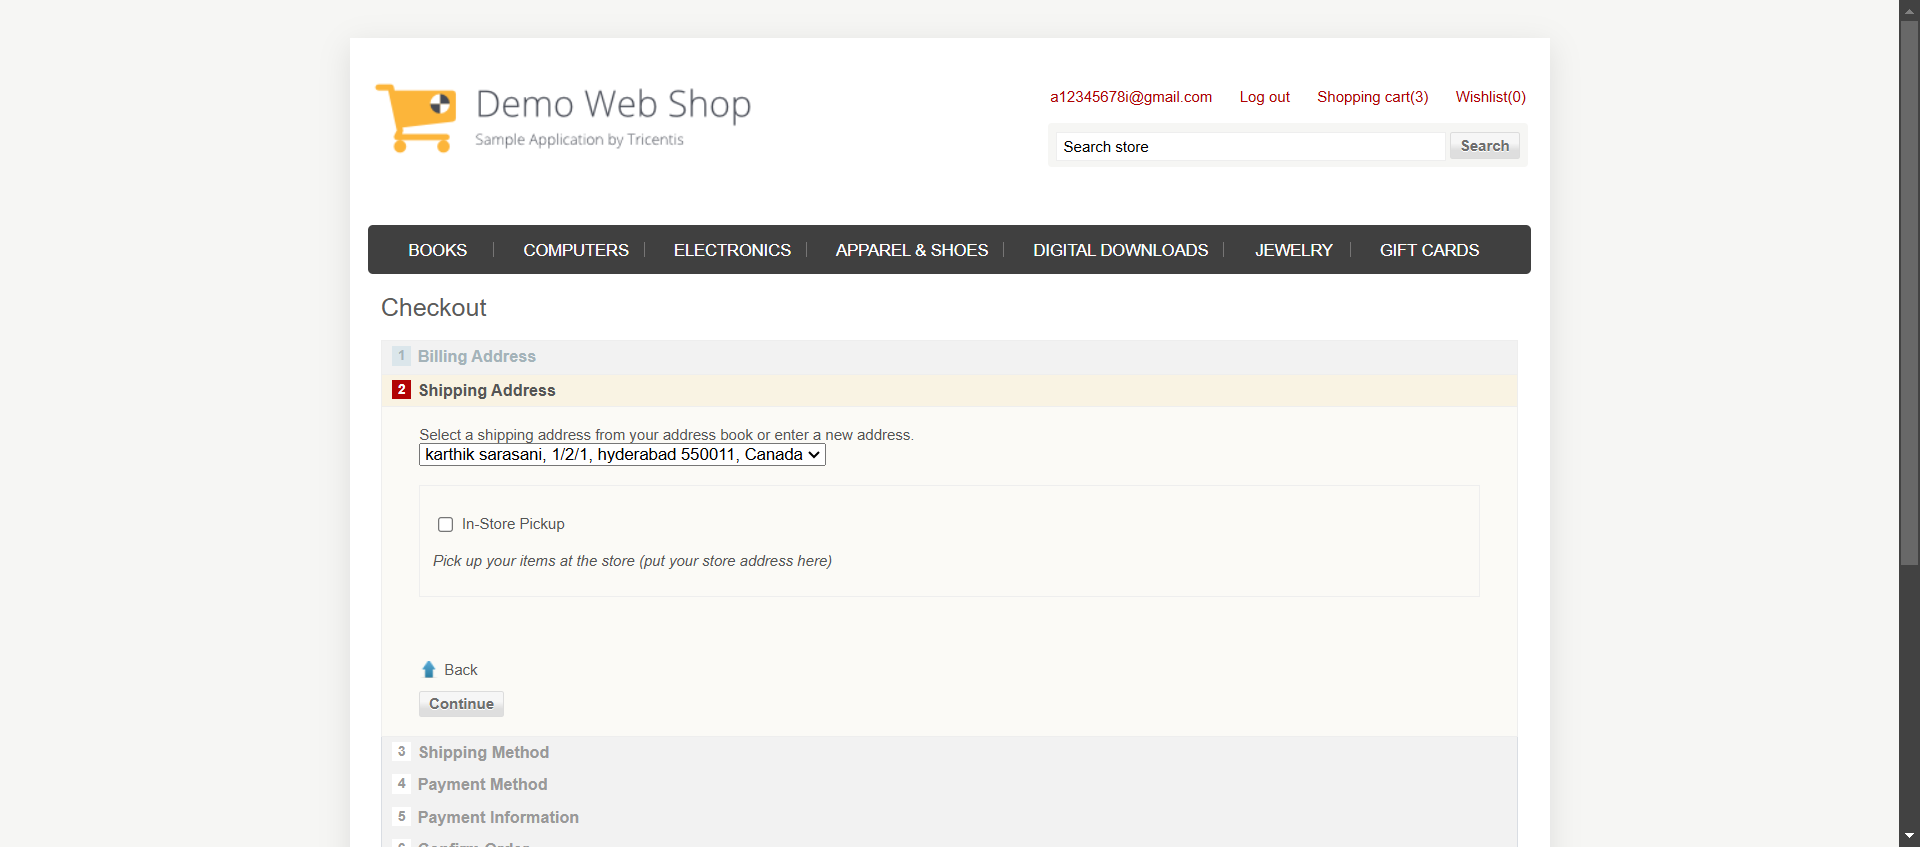 Demo Web Shop
Sample Application by Tricentis
a12345678i@gmail.com Log out Shopping cart(3) Wishlist(0)
Search store Search
BOOKS COMPUTERS ELECTRONICS APPAREL & SHOES DIGITAL DOWNLOADS JEWELRY GIFT CARDS
Checkout
1 Billing Address
2 Shipping Address
Select a shipping address from your address book or enter a new address.
karthik sarasani, 1/2/1, hyderabad 550011, Canada
In-Store Pickup
Pick up your items at the store (put your store address here)
Back
Continue
3 Shipping Method
4 Payment Method
5 Payment Information
6 Confirm Order